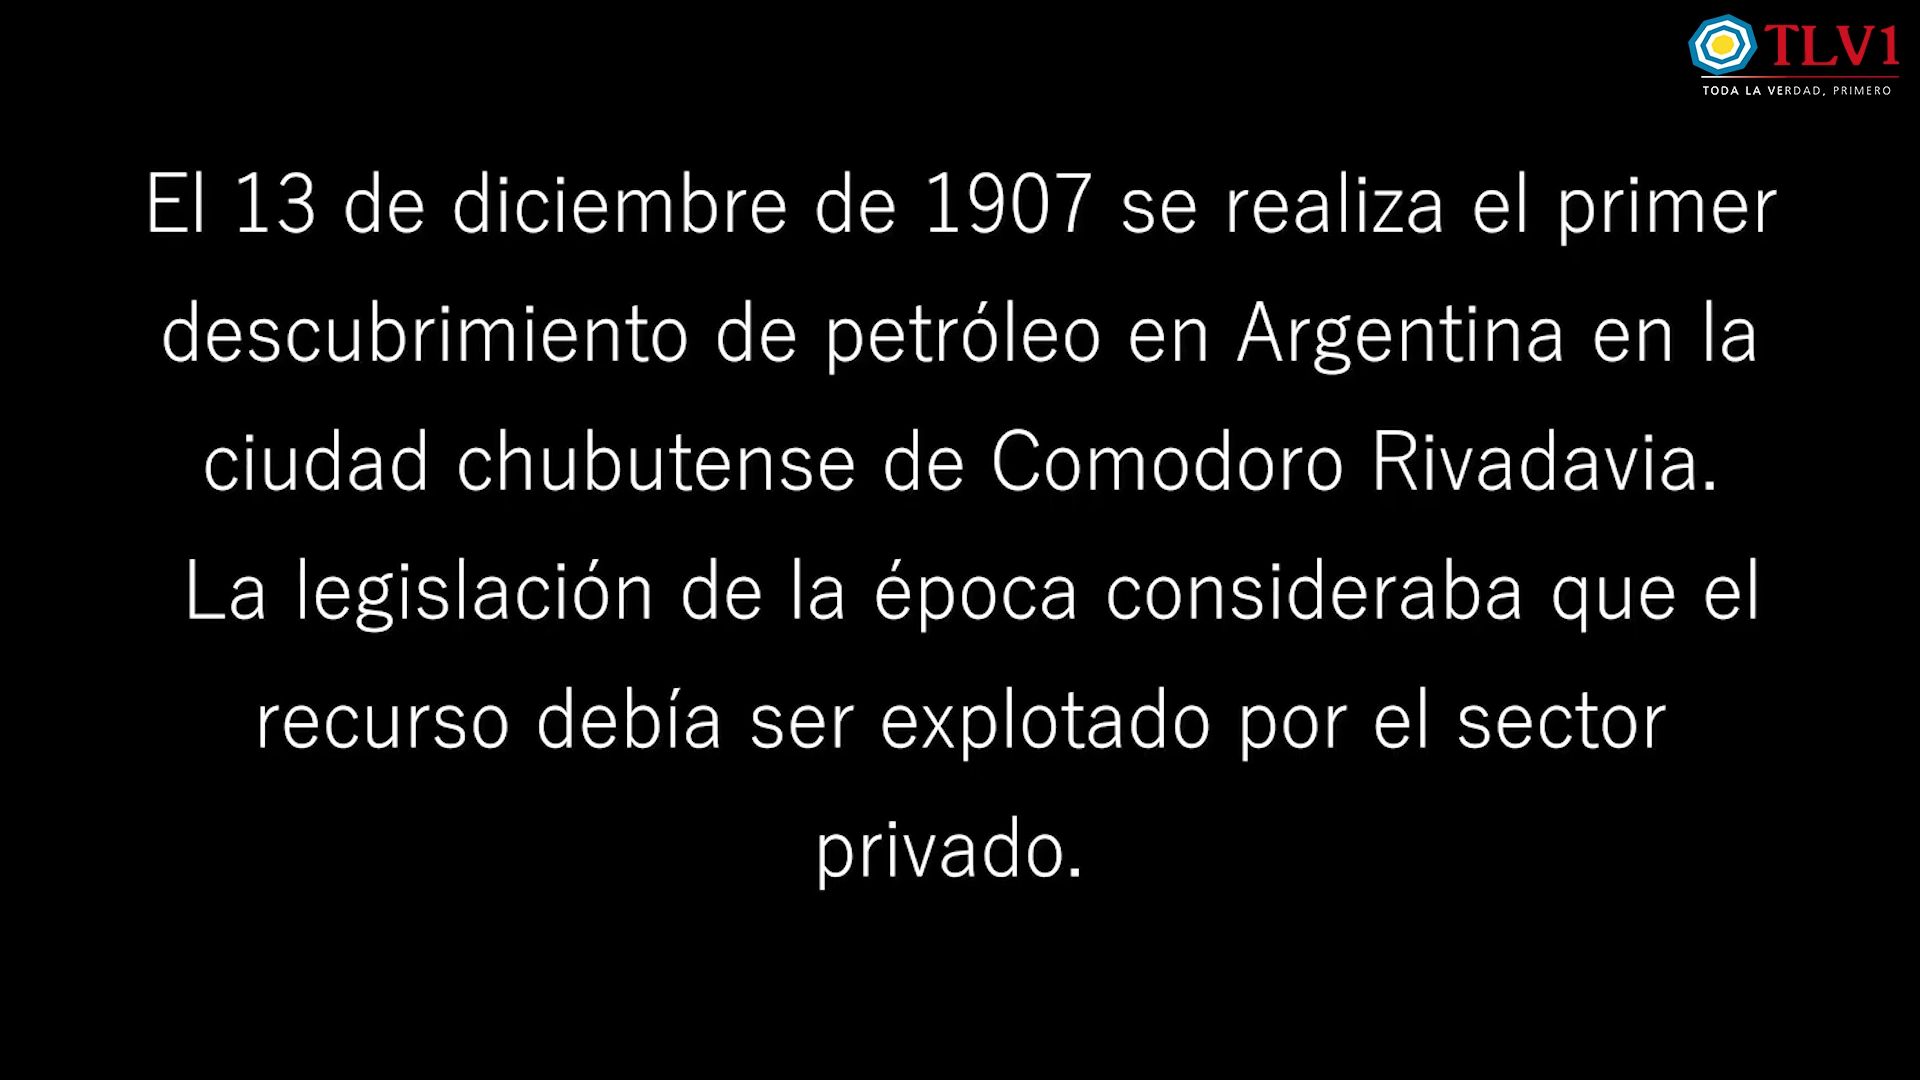 TLV1
TODA LA VERDAD, PRIMERO
El 13 de diciembre de 1907 se realiza el primer
descubrimiento de petróleo en Argentina en la
ciudad chubutense de Comodoro Rivadavia.
La legislación de la época consideraba que el
recurso debía ser explotado por el sector
privado.